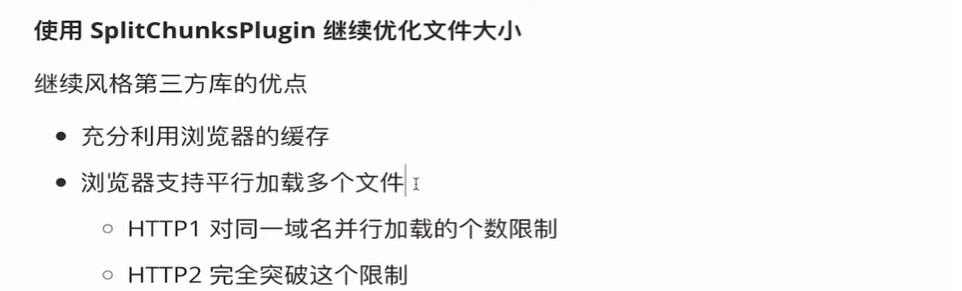 使用 SplitChunksPlugin 继续优化文件大小
继续风格第三方库的优点
充分利用浏览器的缓存
浏览器支持平行加载多个文件
HTTP1 对同一域名并行加载的个数限制
HTTP2 完全突破这个限制